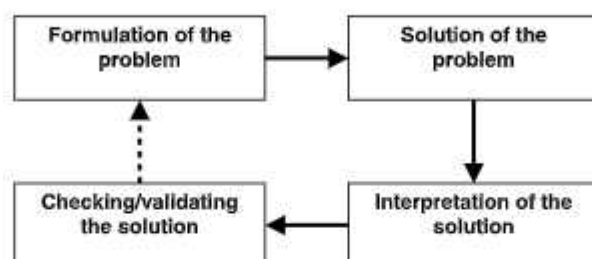 Formulation of the problem
Solution of the problem
Checking/validating the solution
Interpretation of the solution